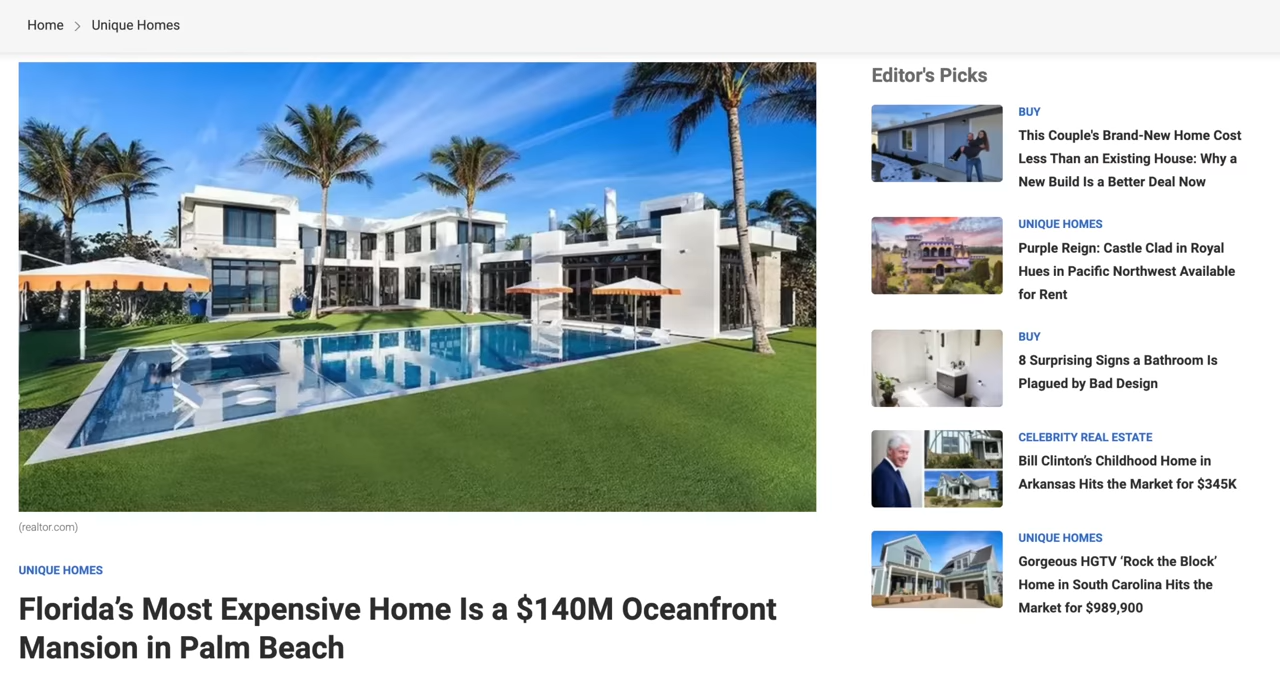 Home > Unique Homes
(realtor.com)
UNIQUE HOMES
Florida’s Most Expensive Home Is a $140M Oceanfront
Mansion in Palm Beach
Editor's Picks
BUY
This Couple's Brand-New Home Cost
Less Than an Existing House: Why a
New Build Is a Better Deal Now
UNIQUE HOMES
Purple Reign: Castle Clad in Royal
Hues in Pacific Northwest Available
for Rent
BUY
8 Surprising Signs a Bathroom Is
Plagued by Bad Design
CELEBRITY REAL ESTATE
Bill Clinton’s Childhood Home in
Arkansas Hits the Market for $345K
UNIQUE HOMES
Gorgeous HGTV ‘Rock the Block’
Home in South Carolina Hits the
Market for $989,900